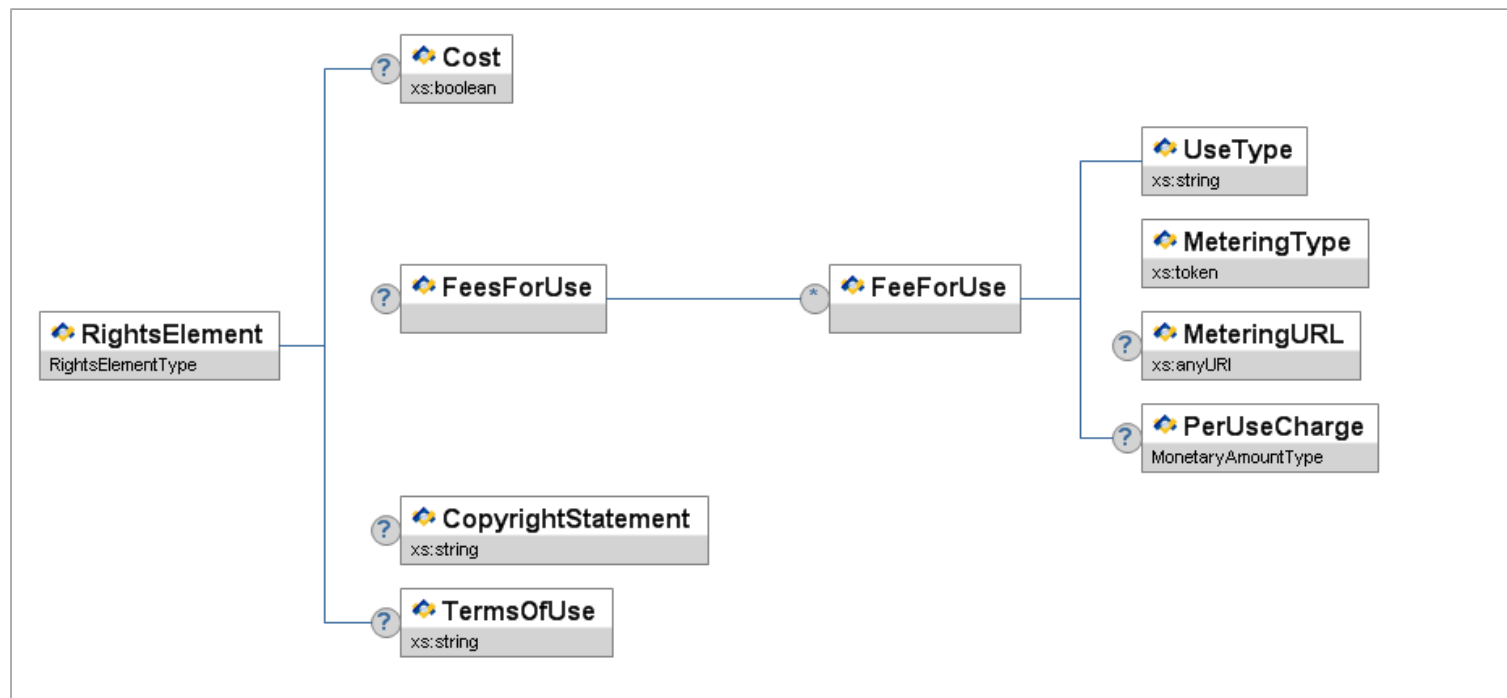 Cost
xs:boolean
UseType
xs:string
MeteringType
xs:token
FeesForUse
FeeForUse
RightsElement
RightsElementType
MeteringURL
xs:anyURI
PerUseCharge
MonetaryAmountType
CopyrightStatement
xs:string
TermsOfUse
xs:string
?
?
*
?
?
?
?